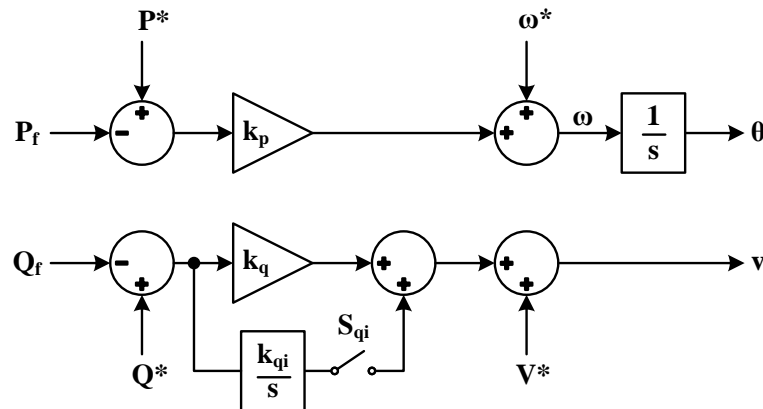 P* ω*
P_f k_p ω 1/s θ
Q_f k_q v
S_qi
k_qi/s
Q* V*